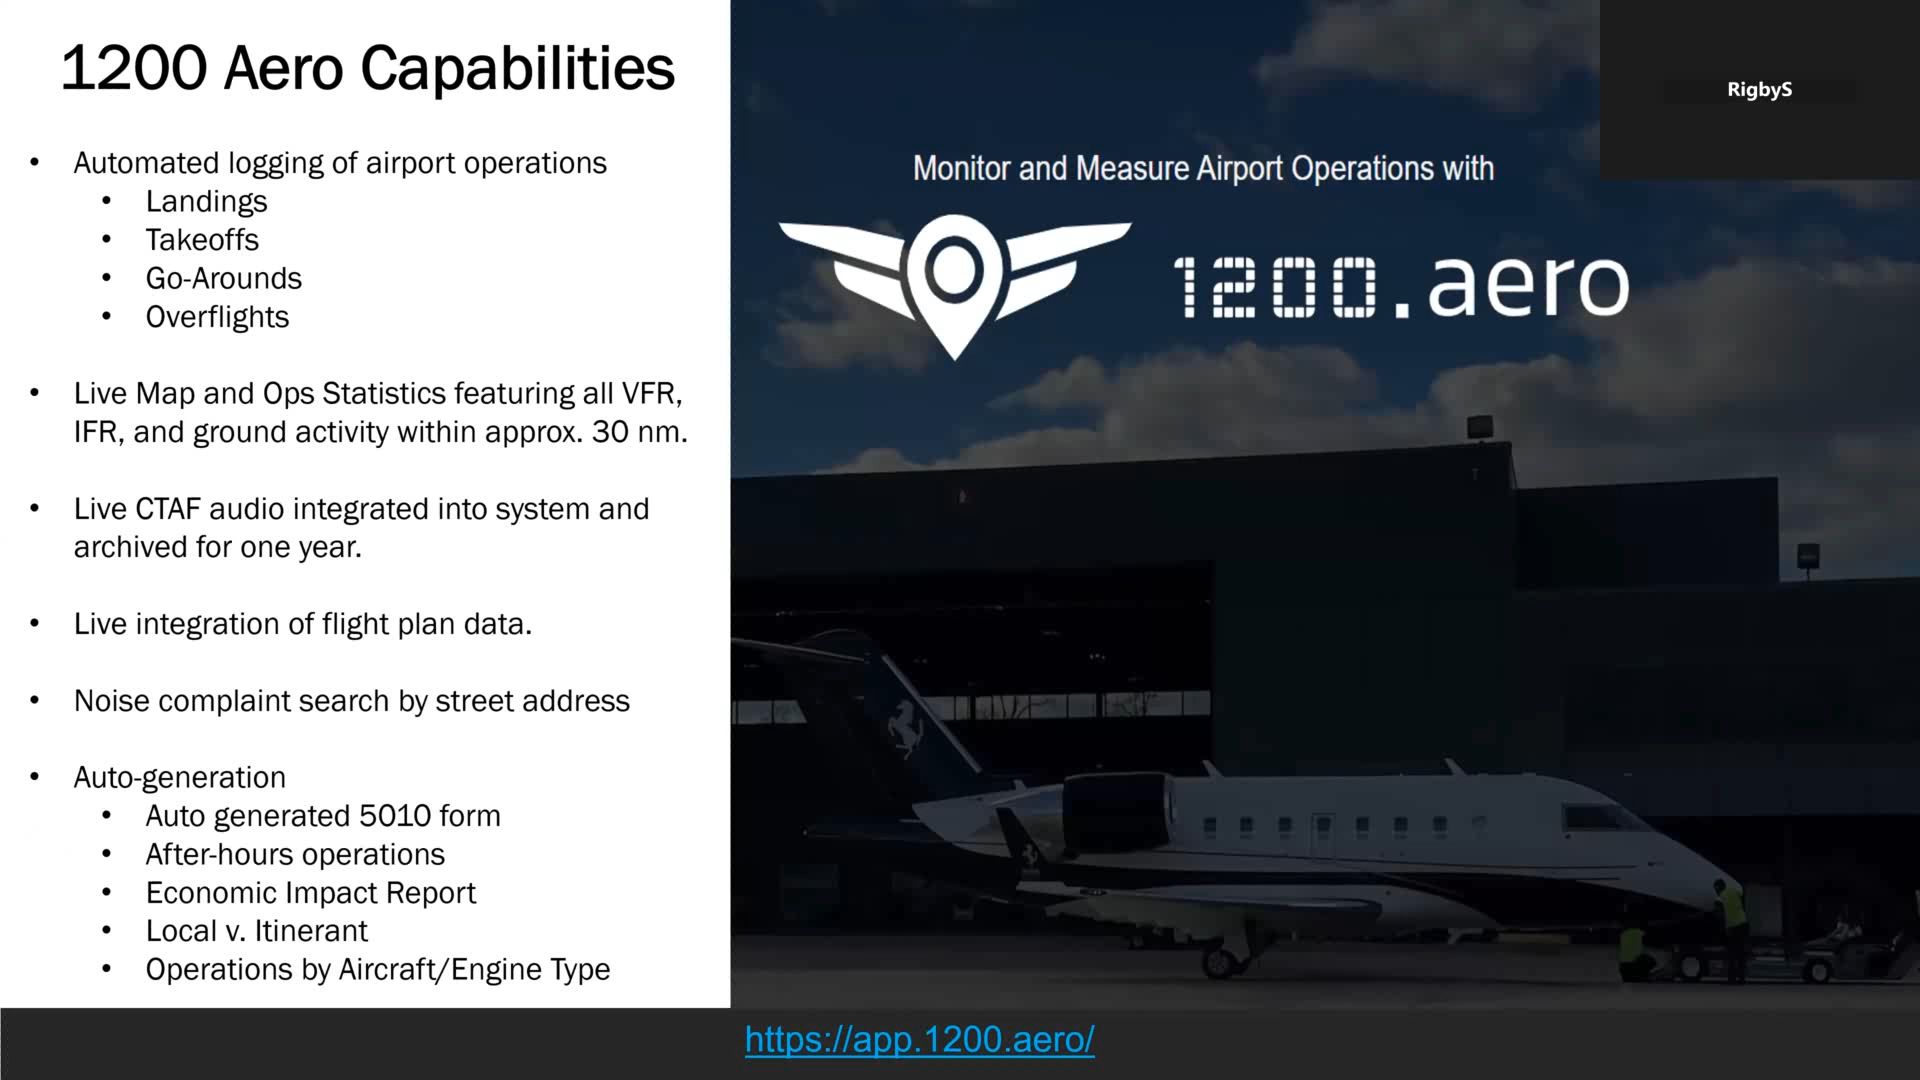 1200 Aero Capabilities
Automated logging of airport operations
Landings
Takeoffs
Go-Arounds
Overflights
Live Map and Ops Statistics featuring all VFR,
IFR, and ground activity within approx. 30 nm.
Live CTAF audio integrated into system and
archived for one year.
Live integration of flight plan data.
Noise complaint search by street address
Auto-generation
Auto generated 5010 form
After-hours operations
Economic Impact Report
Local v. Itinerant
Operations by Aircraft/Engine Type
Monitor and Measure Airport Operations with
1200.aero
RigbyS
https://app.1200.aero/